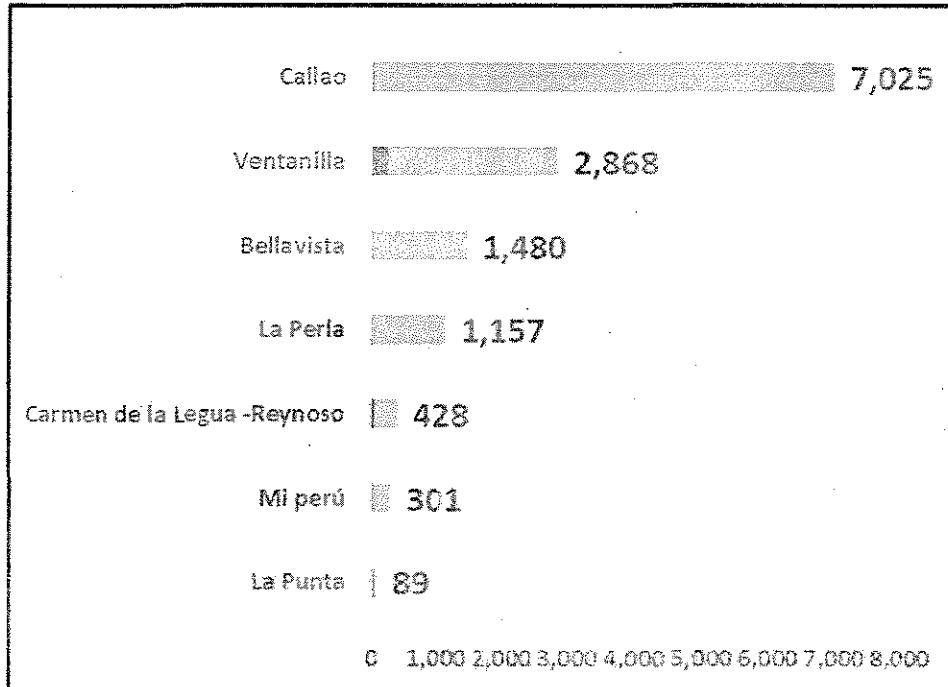 Callao 7,025
Ventanilla 2,868
Bellavista 1,480
La Perla 1,157
Carmen de la Legua -Reynoso 428
Mi perú 301
La Punta 89
0 1,000 2,000 3,000 4,000 5,000 6,000 7,000 8,000